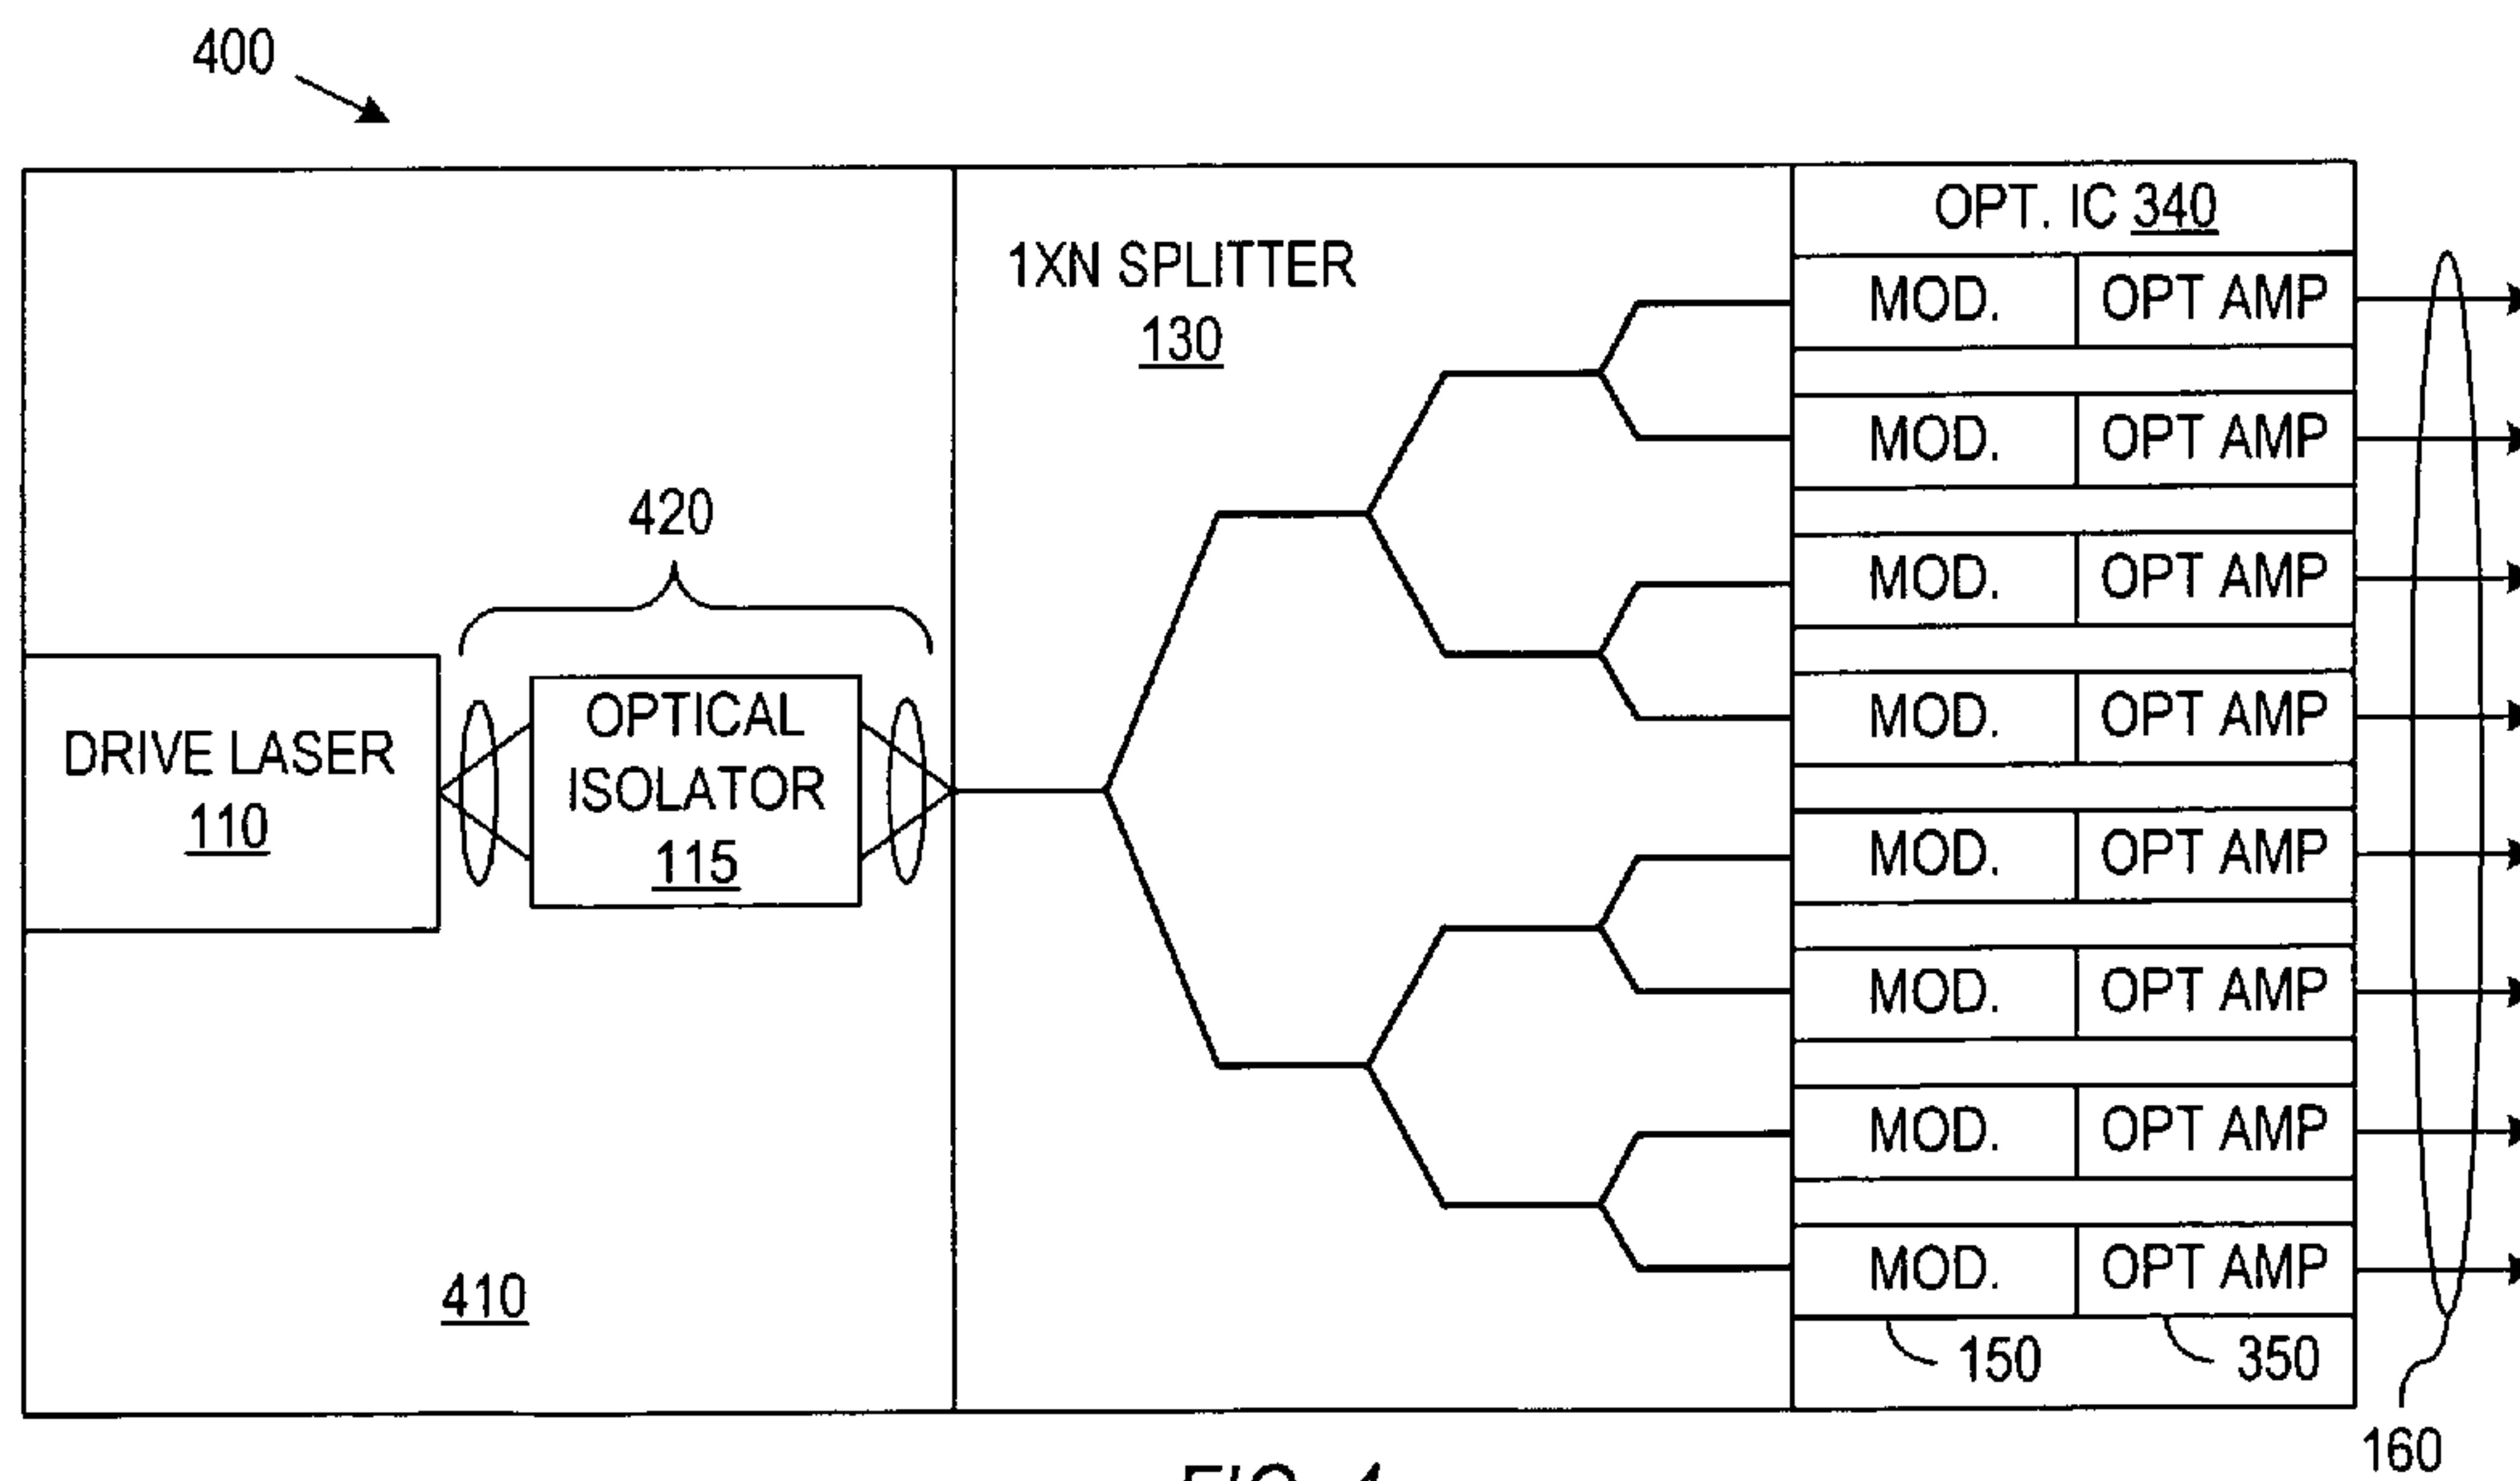 400
OPT. IC 340
1XN SPLITTER
130
MOD. OPT AMP
MOD. OPT AMP
MOD. OPT AMP
MOD. OPT AMP
MOD. OPT AMP
MOD. OPT AMP
MOD. OPT AMP
MOD. OPT AMP
420
DRIVE LASER
110
OPTICAL
ISOLATOR
115
410
150
350
160